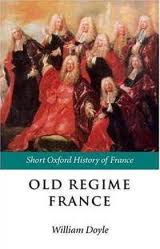 Short Oxford History of France
OLD REGIME
FRANCE
William Doyle